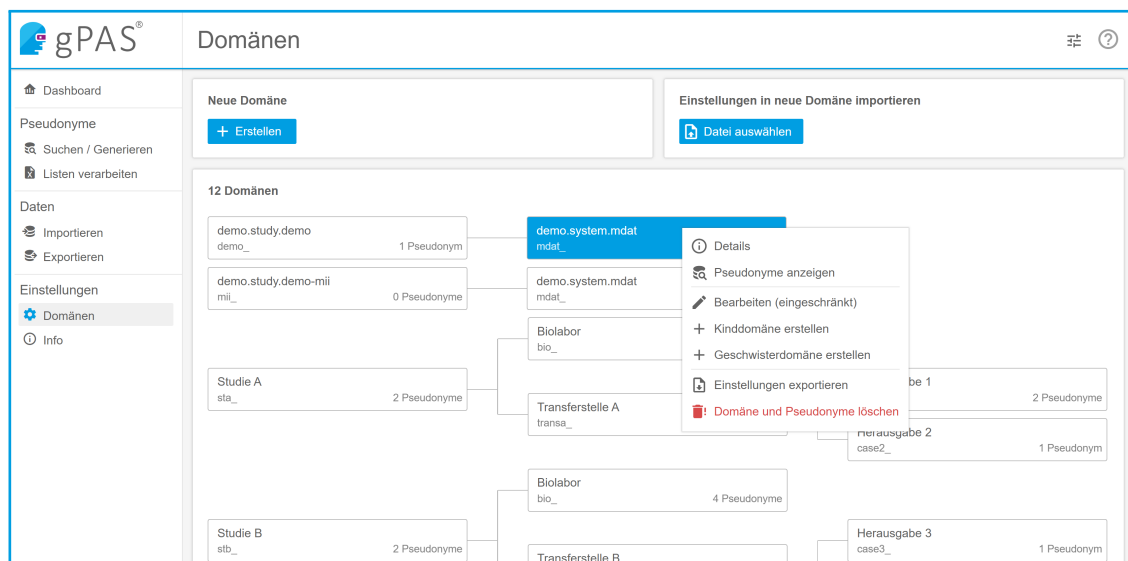 gPAS®
Domänen
Dashboard
Pseudonyme
Suchen / Generieren
Listen verarbeiten
Daten
Importieren
Exportieren
Einstellungen
Domänen
Info
Neue Domäne
+ Erstellen
Einstellungen in neue Domäne importieren
Datei auswählen
12 Domänen
demo.study.demo
demo_ 1 Pseudonym
demo.system.mdat
mdat_
demo.study.demo-mii
mii_ 0 Pseudonyme
demo.system.mdat
mdat_
Biolabor
bio_
Studie A
sta_ 2 Pseudonyme
Transferstelle A
transa_
Details
Pseudonyme anzeigen
Bearbeiten (eingeschränkt)
+ Kinddomäne erstellen
+ Geschwisterdomäne erstellen
Einstellungen exportieren
Domäne und Pseudonyme löschen
be 1
2 Pseudonyme
Herausgabe 2
case2_ 1 Pseudonym
Biolabor
bio_ 4 Pseudonyme
Studie B
stb_ 2 Pseudonyme
Transferstelle B
Herausgabe 3
case3_ 1 Pseudonym